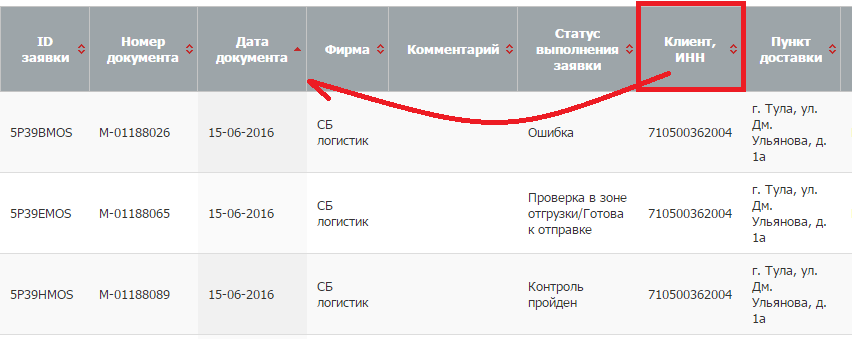 ID
заявки
Номер
документа
Дата
документа
Фирма
Комментарий
Статус
выполнения
заявки
Клиент,
ИНН
Пункт
доставки
5P39BMOS
М-01188026
15-06-2016
СБ
логистик
Ошибка
710500362004
г. Тула, ул.
Дм.
Ульянова, д.
1а
5P39EMOS
М-01188065
15-06-2016
СБ
логистик
Проверка в зоне
отгрузки/Готова
к отправке
710500362004
г. Тула, ул.
Дм.
Ульянова, д.
1а
5P39HMOS
М-01188089
15-06-2016
СБ
логистик
Контроль
пройден
710500362004
г. Тула, ул.
Дм.
Ульянова, д.
1а